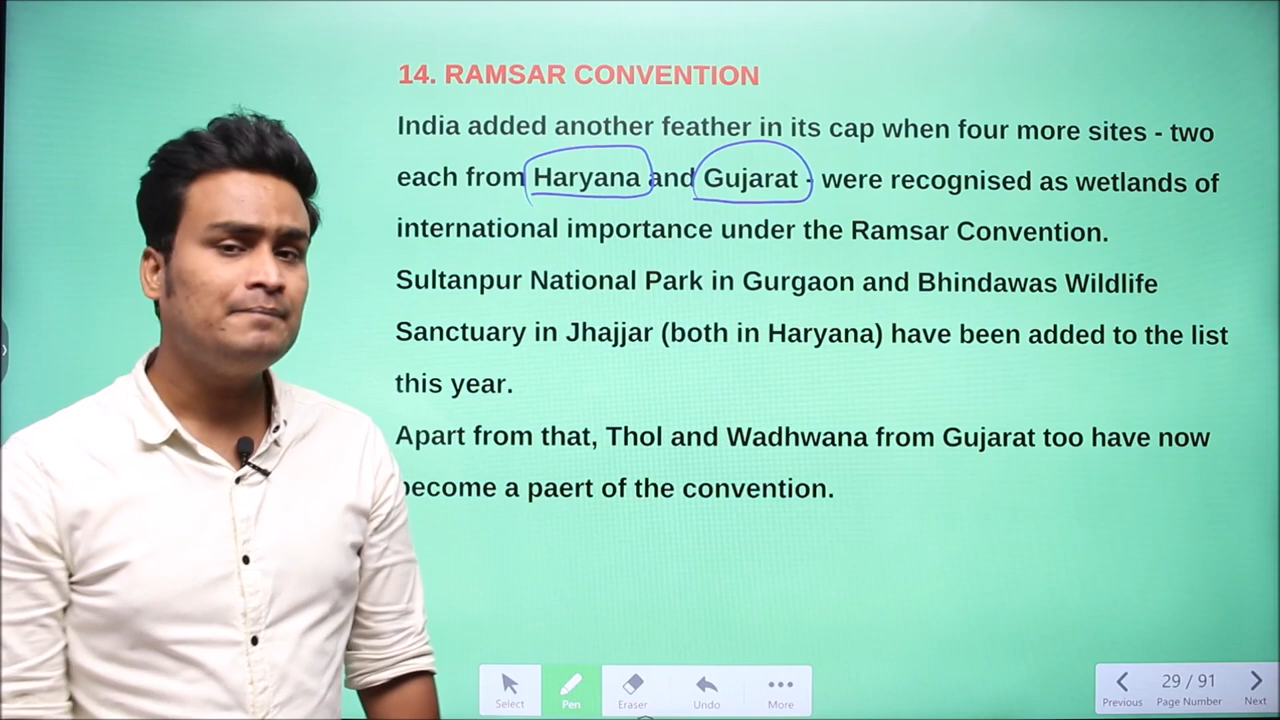 14. RAMSAR CONVENTION
India added another feather in its cap when four more sites - two
each from Haryana and Gujarat - were recognised as wetlands of
international importance under the Ramsar Convention.
Sultanpur National Park in Gurgaon and Bhindawas Wildlife
Sanctuary in Jhajjar (both in Haryana) have been added to the list
this year.
Apart from that, Thol and Wadhwana from Gujarat too have now
become a paert of the convention.
Select Pen Eraser Undo More
29 / 91
Previous Page Number Next